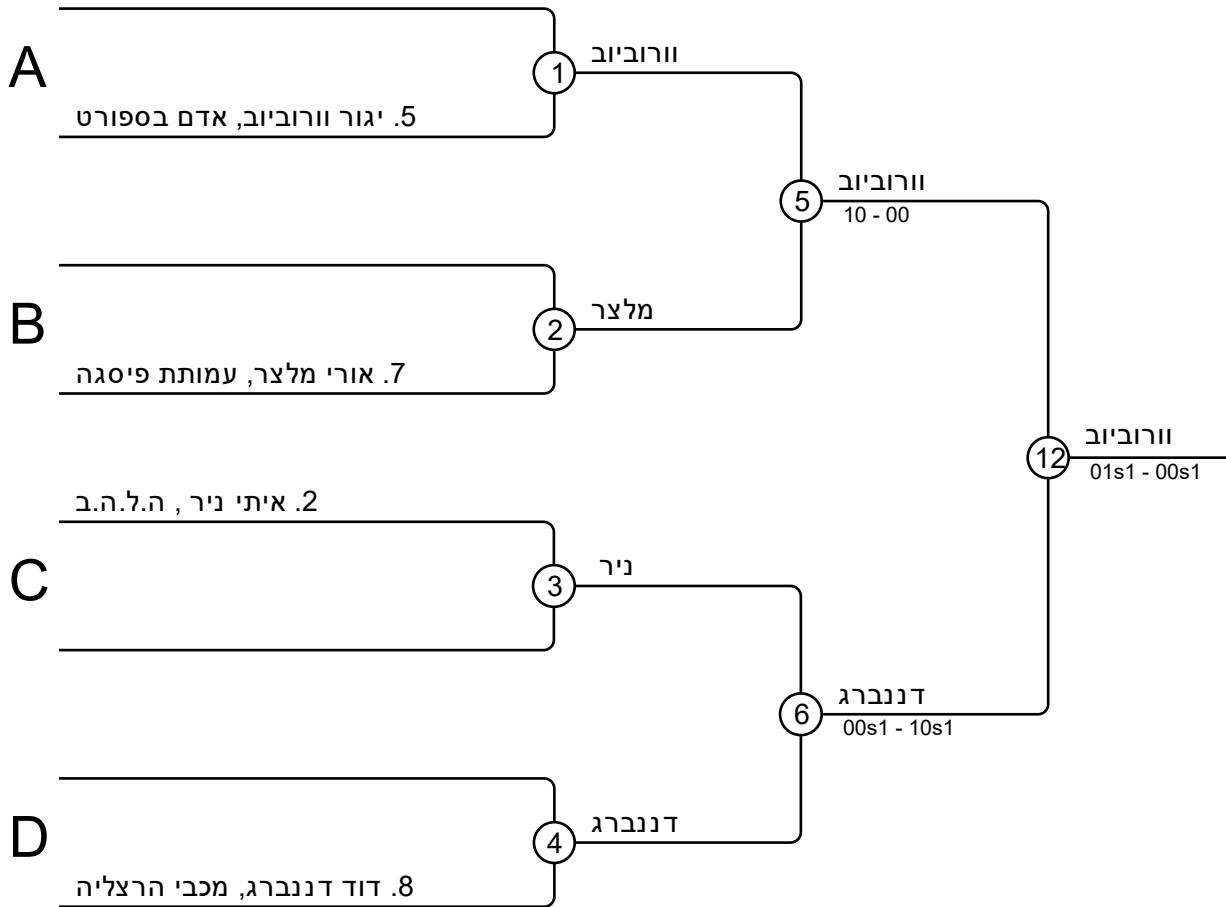 A
1
וורוביוב
5. יגור וורוביוב, אדם בספורט
5
וורוביוב
10 - 00
B
2
מלצר
7. אורי מלצר, עמותת פיסגה
12
וורוביוב
01s1 - 00s1
2. איתי ניר , ה.ל.ה.ב
C
3
ניר
6
דננברג
00s1 - 10s1
D
4
דננברג
8. דוד דננברג, מכבי הרצליה